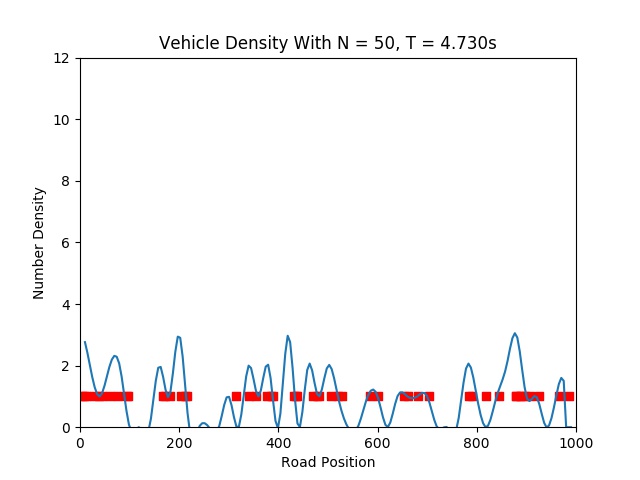 Vehicle Density With N = 50, T = 4.730s
12
10
8
6
4
2
0
Number Density
0 200 400 600 800 1000
Road Position